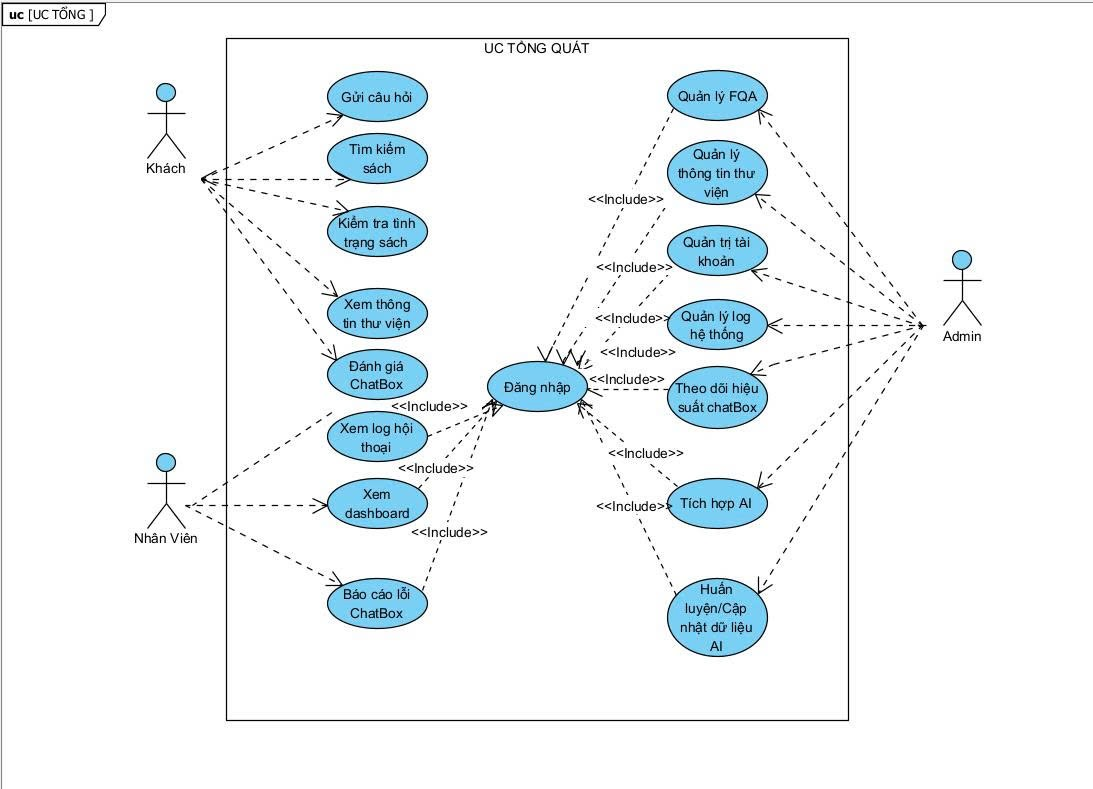 uc [UC TỔNG ]
UC TỔNG QUÁT
Khách
Gửi câu hỏi
Tìm kiếm
sách
Kiểm tra tình
trạng sách
Xem thông
tin thư viện
Đánh giá
ChatBox
Xem log hội
thoại
Xem
dashboard
Báo cáo lỗi
ChatBox
Nhân Viên
<<Include>>
<<Include>>
<<Include>>
Đăng nhập
<<Include>>
<<Include>>
<<Include>>
<<Include>>
<<Include>>
<<Include>>
<<Include>>
Quản lý FQA
Quản lý
thông tin thư
viện
Quản trị tài
khoản
Quản lý log
hệ thống
Theo dõi hiệu
suất chatBox
Tích hợp AI
Huấn
luyện/Cập
nhật dữ liệu
AI
Admin